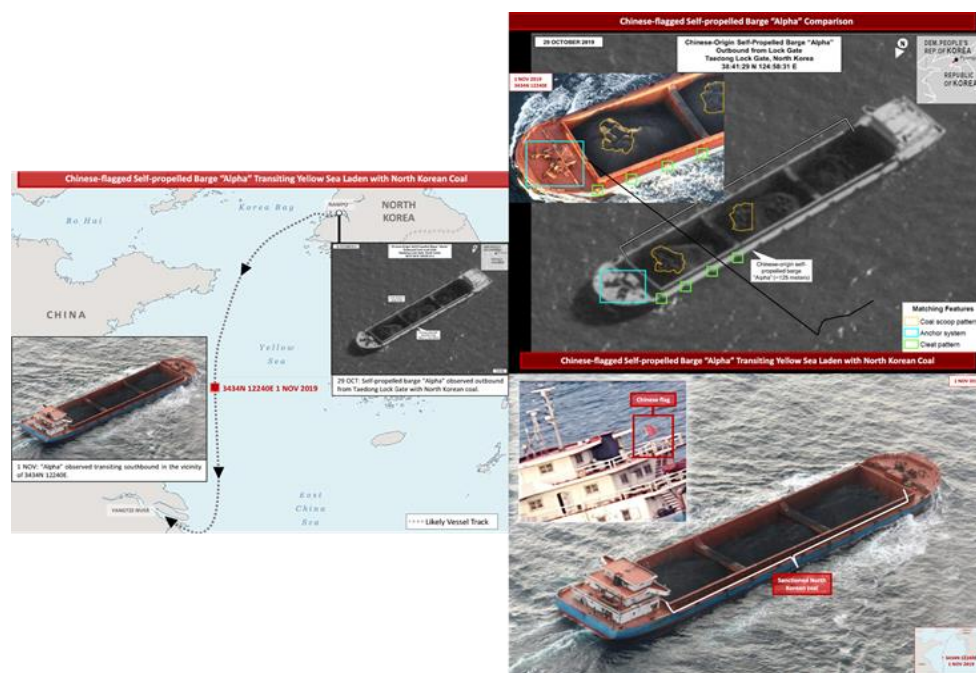 Chinese-flagged Self-propelled Barge "Alpha" Transiting Yellow Sea Laden with North Korean Coal
Bo Hai
Korea Bay
NAMPO
NORTH
KOREA
CHINA
Yellow
Sea
3434N 12240E 1 NOV 2019
29 OCT: Self-propelled barge "Alpha" observed outbound
from Taedong Lock Gate with North Korean coal.
1 NOV: "Alpha" observed transiting southbound in the vicinity
of 3434N 12240E.
YANGTZE RIVER
East
China
Sea
Likely Vessel Track
Chinese-flagged Self-propelled Barge "Alpha" Comparison
29 OCTOBER 2019
Chinese-Origin Self-Propelled Barge "Alpha"
Outbound from Lock Gate
Taedong Lock Gate, North Korea
38:41:29 N 124:58:31 E
N
DEM. PEOPLE'S
REP. OF KOREA
REPUBLIC
OF KOREA
1 NOV 2019
3434N 12240E
Chinese-origin self-
propelled barge
"Alpha" (~125 meters)
Matching Features
Coal scoop pattern
Anchor system
Cleat pattern
Chinese-flagged Self-propelled Barge "Alpha" Transiting Yellow Sea Laden with North Korean Coal
Chinese flag
Sanctioned North
Korean coal
3434N 12240E
1 NOV 2019